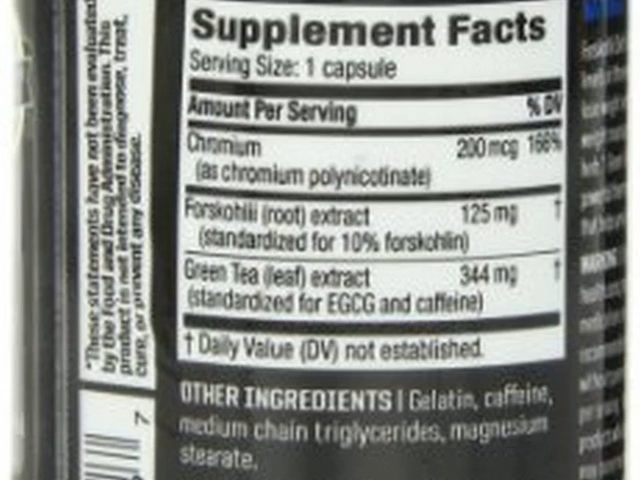 Supplement Facts
Serving Size: 1 capsule
Amount Per Serving % DV
Chromium 200 mcg 166%
(as chromium polynicotinate)
Forskohlii (root) extract 125 mg †
(standardized for 10% forskohlin)
Green Tea (leaf) extract 344 mg †
(standardized for EGCG and caffeine)
† Daily Value (DV) not established.
OTHER INGREDIENTS | Gelatin, caffeine,
medium chain triglycerides, magnesium
stearate.
*These statements have not been evaluated
by the Food and Drug Administration. This
product is not intended to diagnose, treat,
cure, or prevent any disease.
7